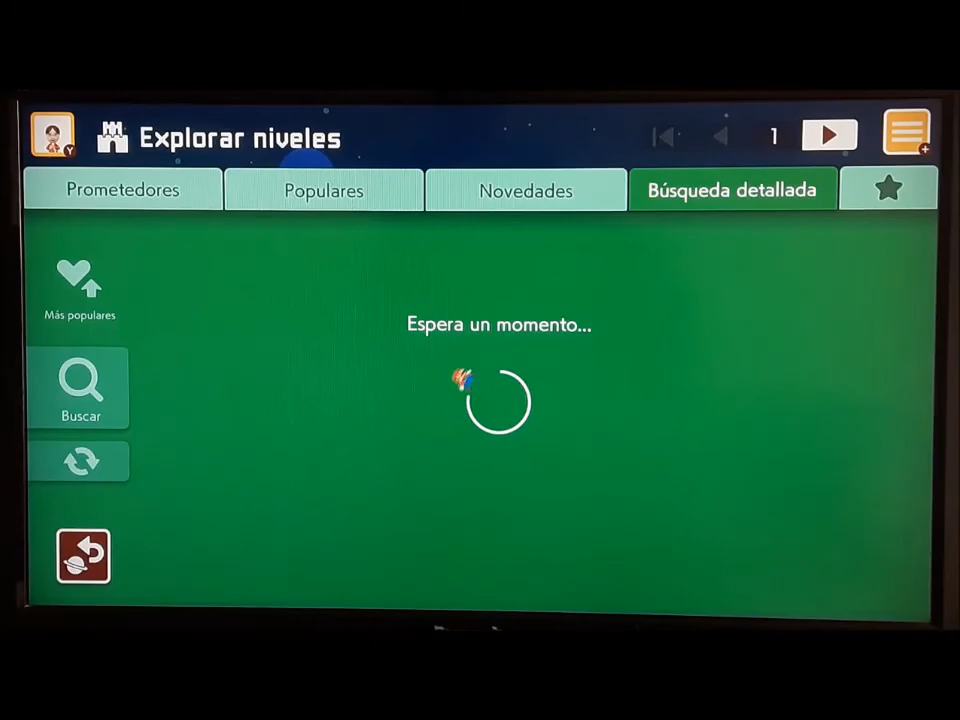 Y
Explorar niveles
1
+
Prometedores
Populares
Novedades
Búsqueda detallada
Más populares
Espera un momento...
Buscar